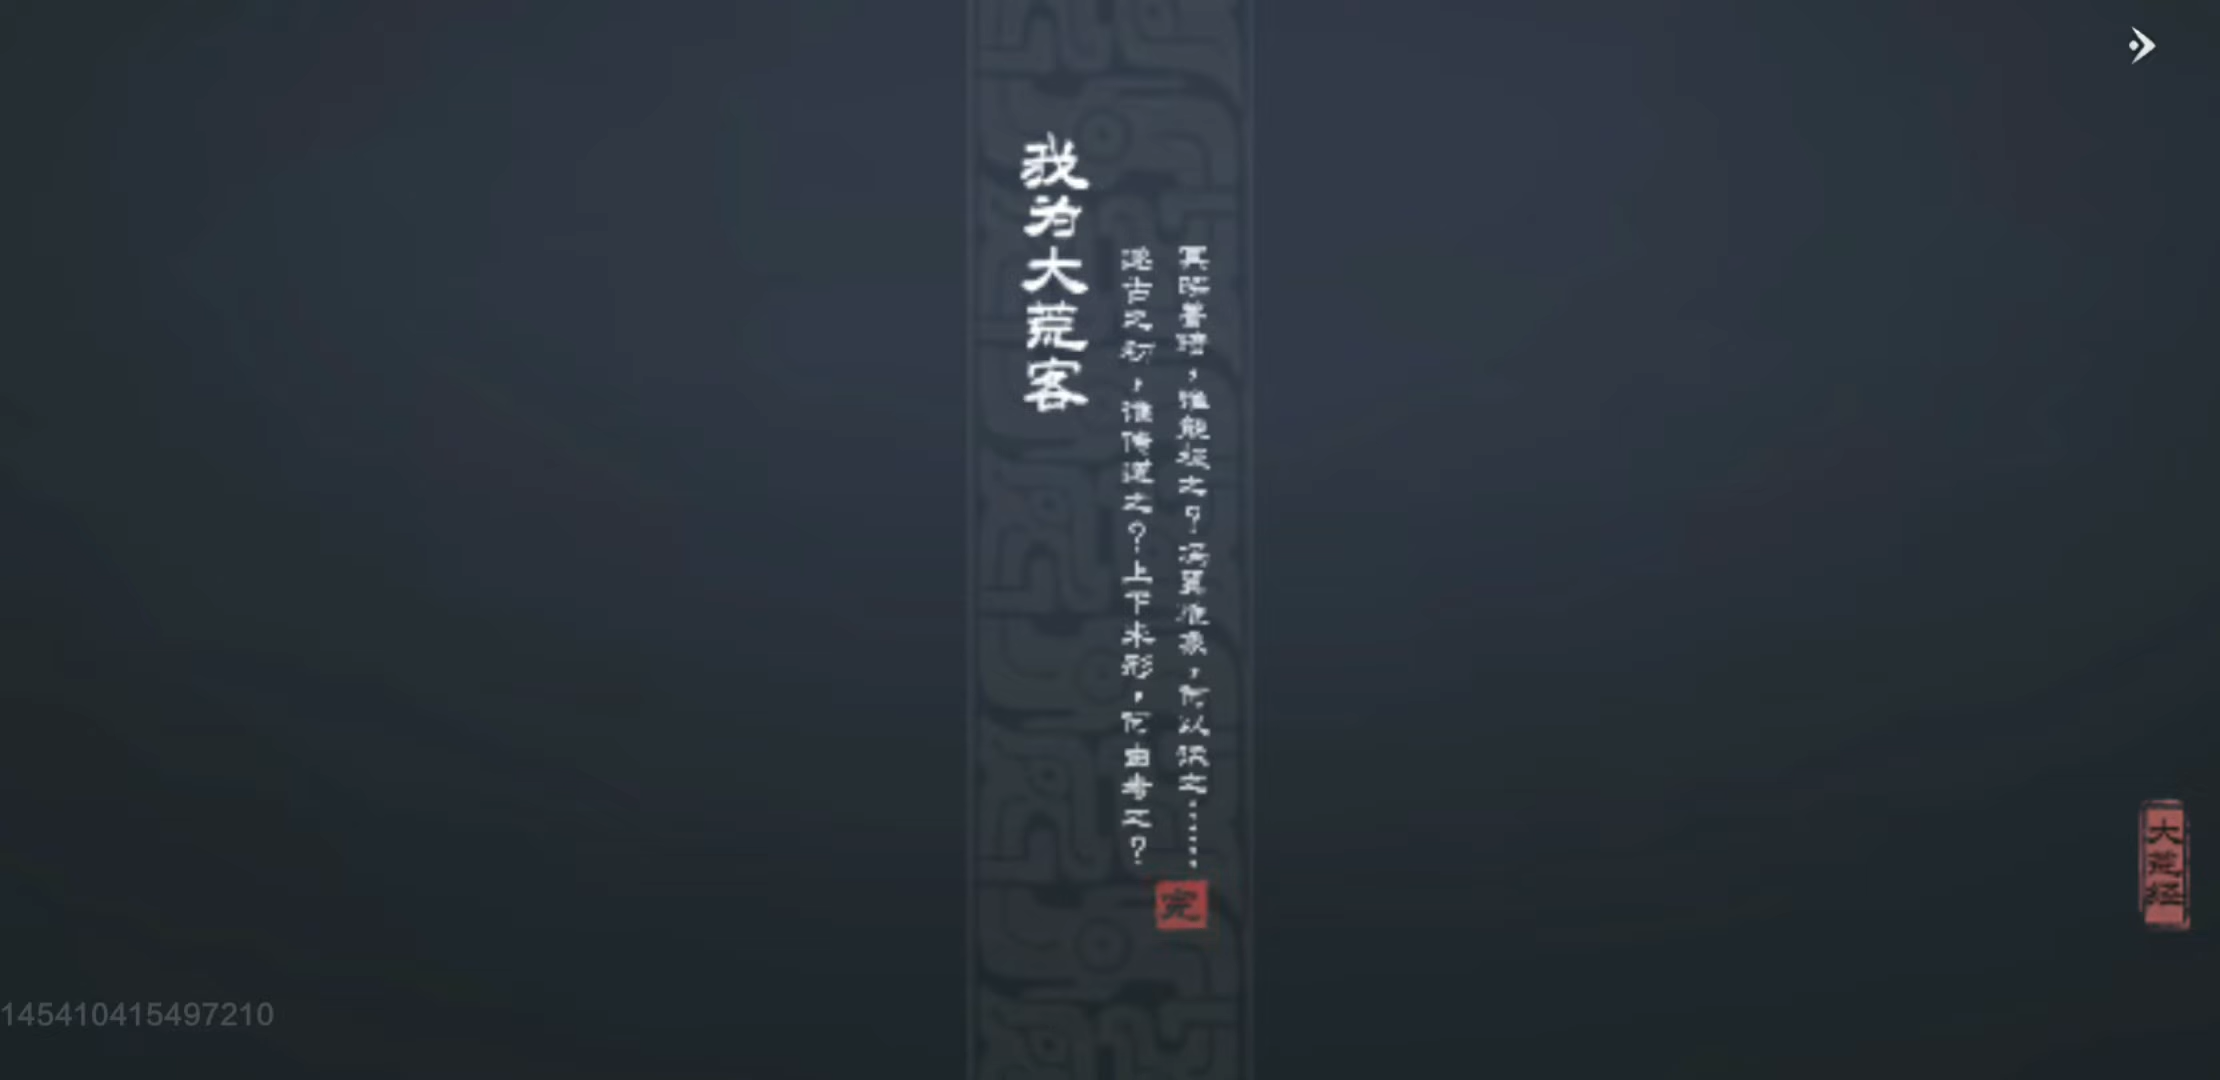 我为大荒客
遂古之初，谁传道之？上下未形，何由考之？
冥昭瞢暗，谁能极之？冯翼惟象，何以识之……
完
大荒经
145410415497210